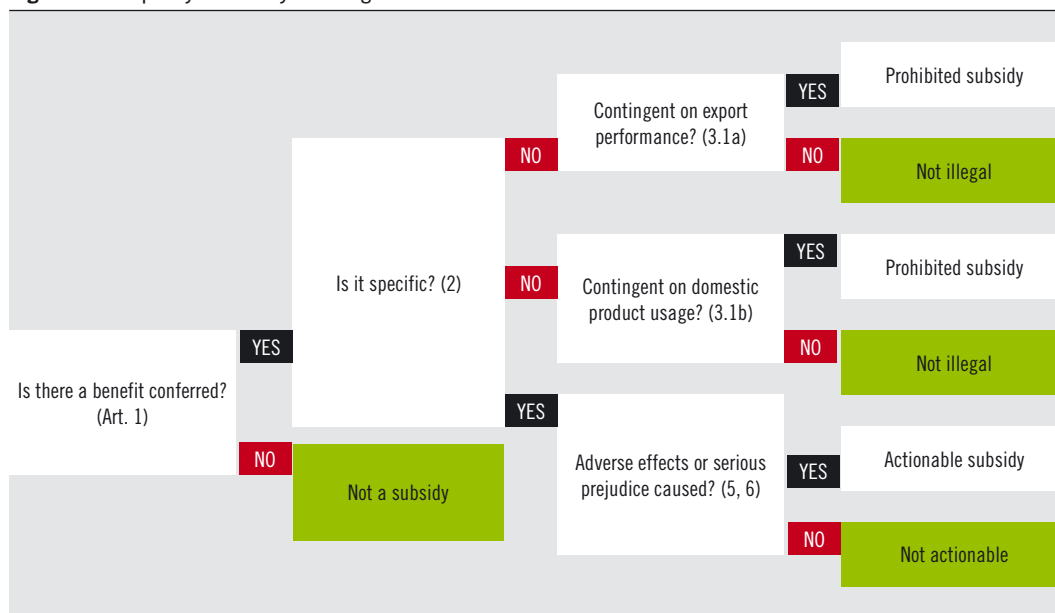 Is there a benefit conferred?
(Art. 1)
YES
NO
Not a subsidy
Is it specific? (2)
NO
NO
YES
Contingent on export
performance? (3.1a)
YES
NO
Prohibited subsidy
Not illegal
Contingent on domestic
product usage? (3.1b)
YES
NO
Prohibited subsidy
Not illegal
Adverse effects or serious
prejudice caused? (5, 6)
YES
NO
Actionable subsidy
Not actionable